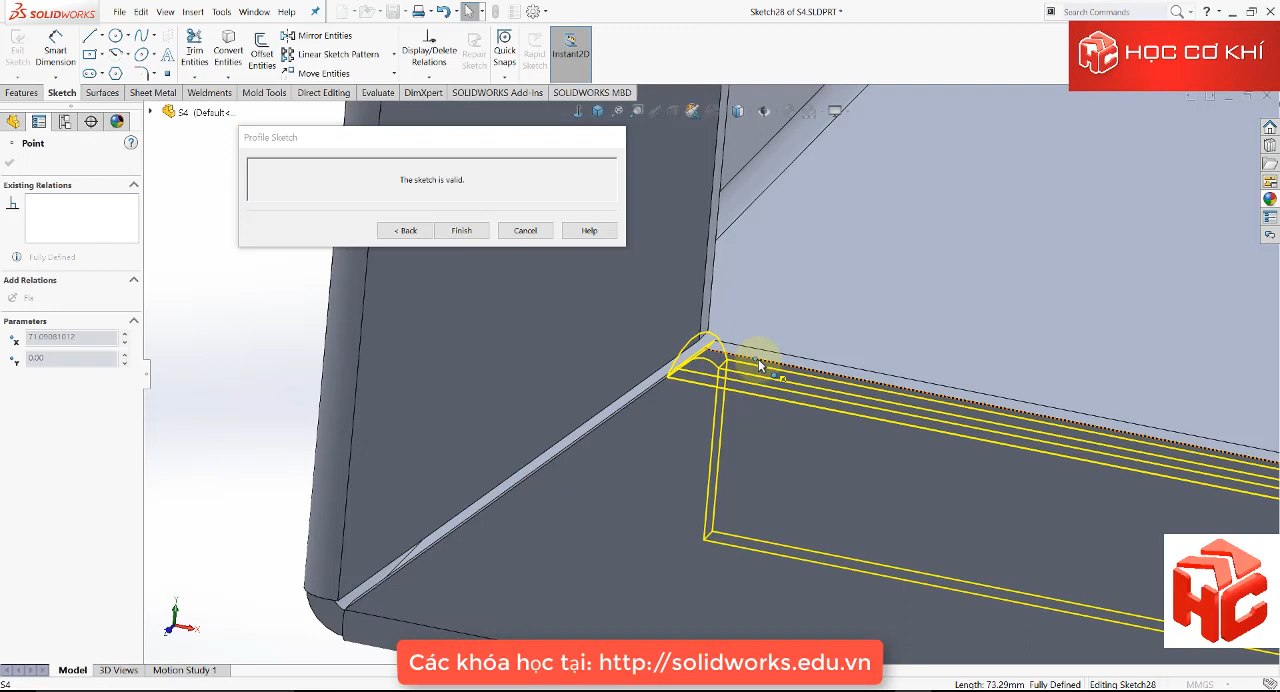 SOLIDWORKS
File Edit View Insert Tools Window Help
Sketch28 of S4.SLDPRT *
Search Commands
Exit Sketch
Smart Dimension
Trim Entities
Convert Entities
Offset Entities
Mirror Entities
Linear Sketch Pattern
Move Entities
Display/Delete Relations
Repair Sketch
Quick Snaps
Rapid Sketch
Instant2D
HỌC CƠ KHÍ
Features Sketch Surfaces Sheet Metal Weldments Mold Tools Direct Editing Evaluate DimXpert SOLIDWORKS Add-Ins SOLIDWORKS MBD
S4 (Default<...
Point
Existing Relations
Fully Defined
Add Relations
Fix
Parameters
X 71.09081012
Y 0.00
Profile Sketch
The sketch is valid.
< Back Finish Cancel Help
Y
X
Z
HC
Các khóa học tại: http://solidworks.edu.vn
Model 3D Views Motion Study 1
S4
Length: 73.29mm Fully Defined Editing Sketch28 MMGS